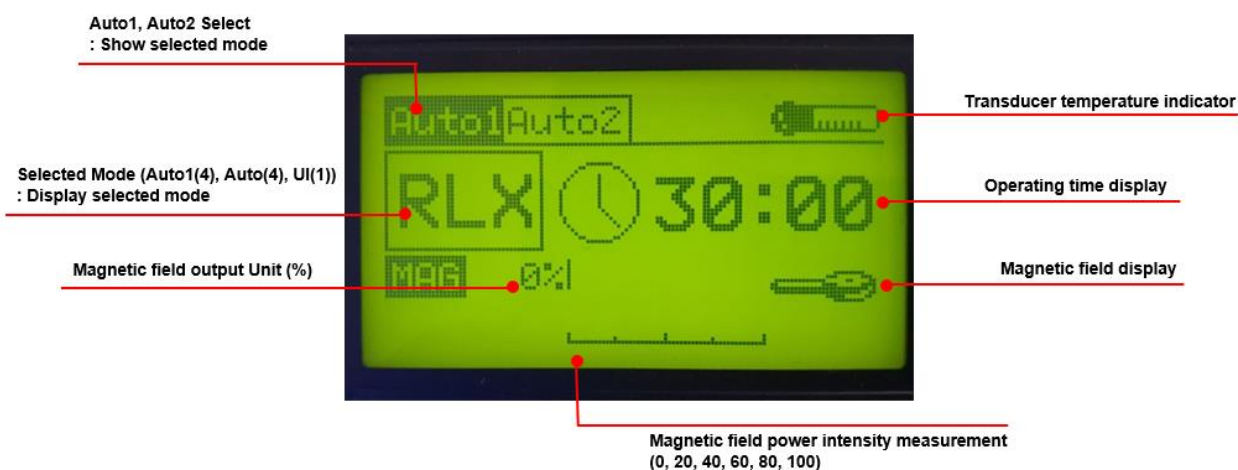 Auto1, Auto2 Select
: Show selected mode
Transducer temperature indicator
Auto1 Auto2
Selected Mode (Auto1(4), Auto(4), UI(1))
: Display selected mode
RLX
30:00
Operating time display
Magnetic field output Unit (%)
MAG
0%
Magnetic field display
Magnetic field power intensity measurement
(0, 20, 40, 60, 80, 100)